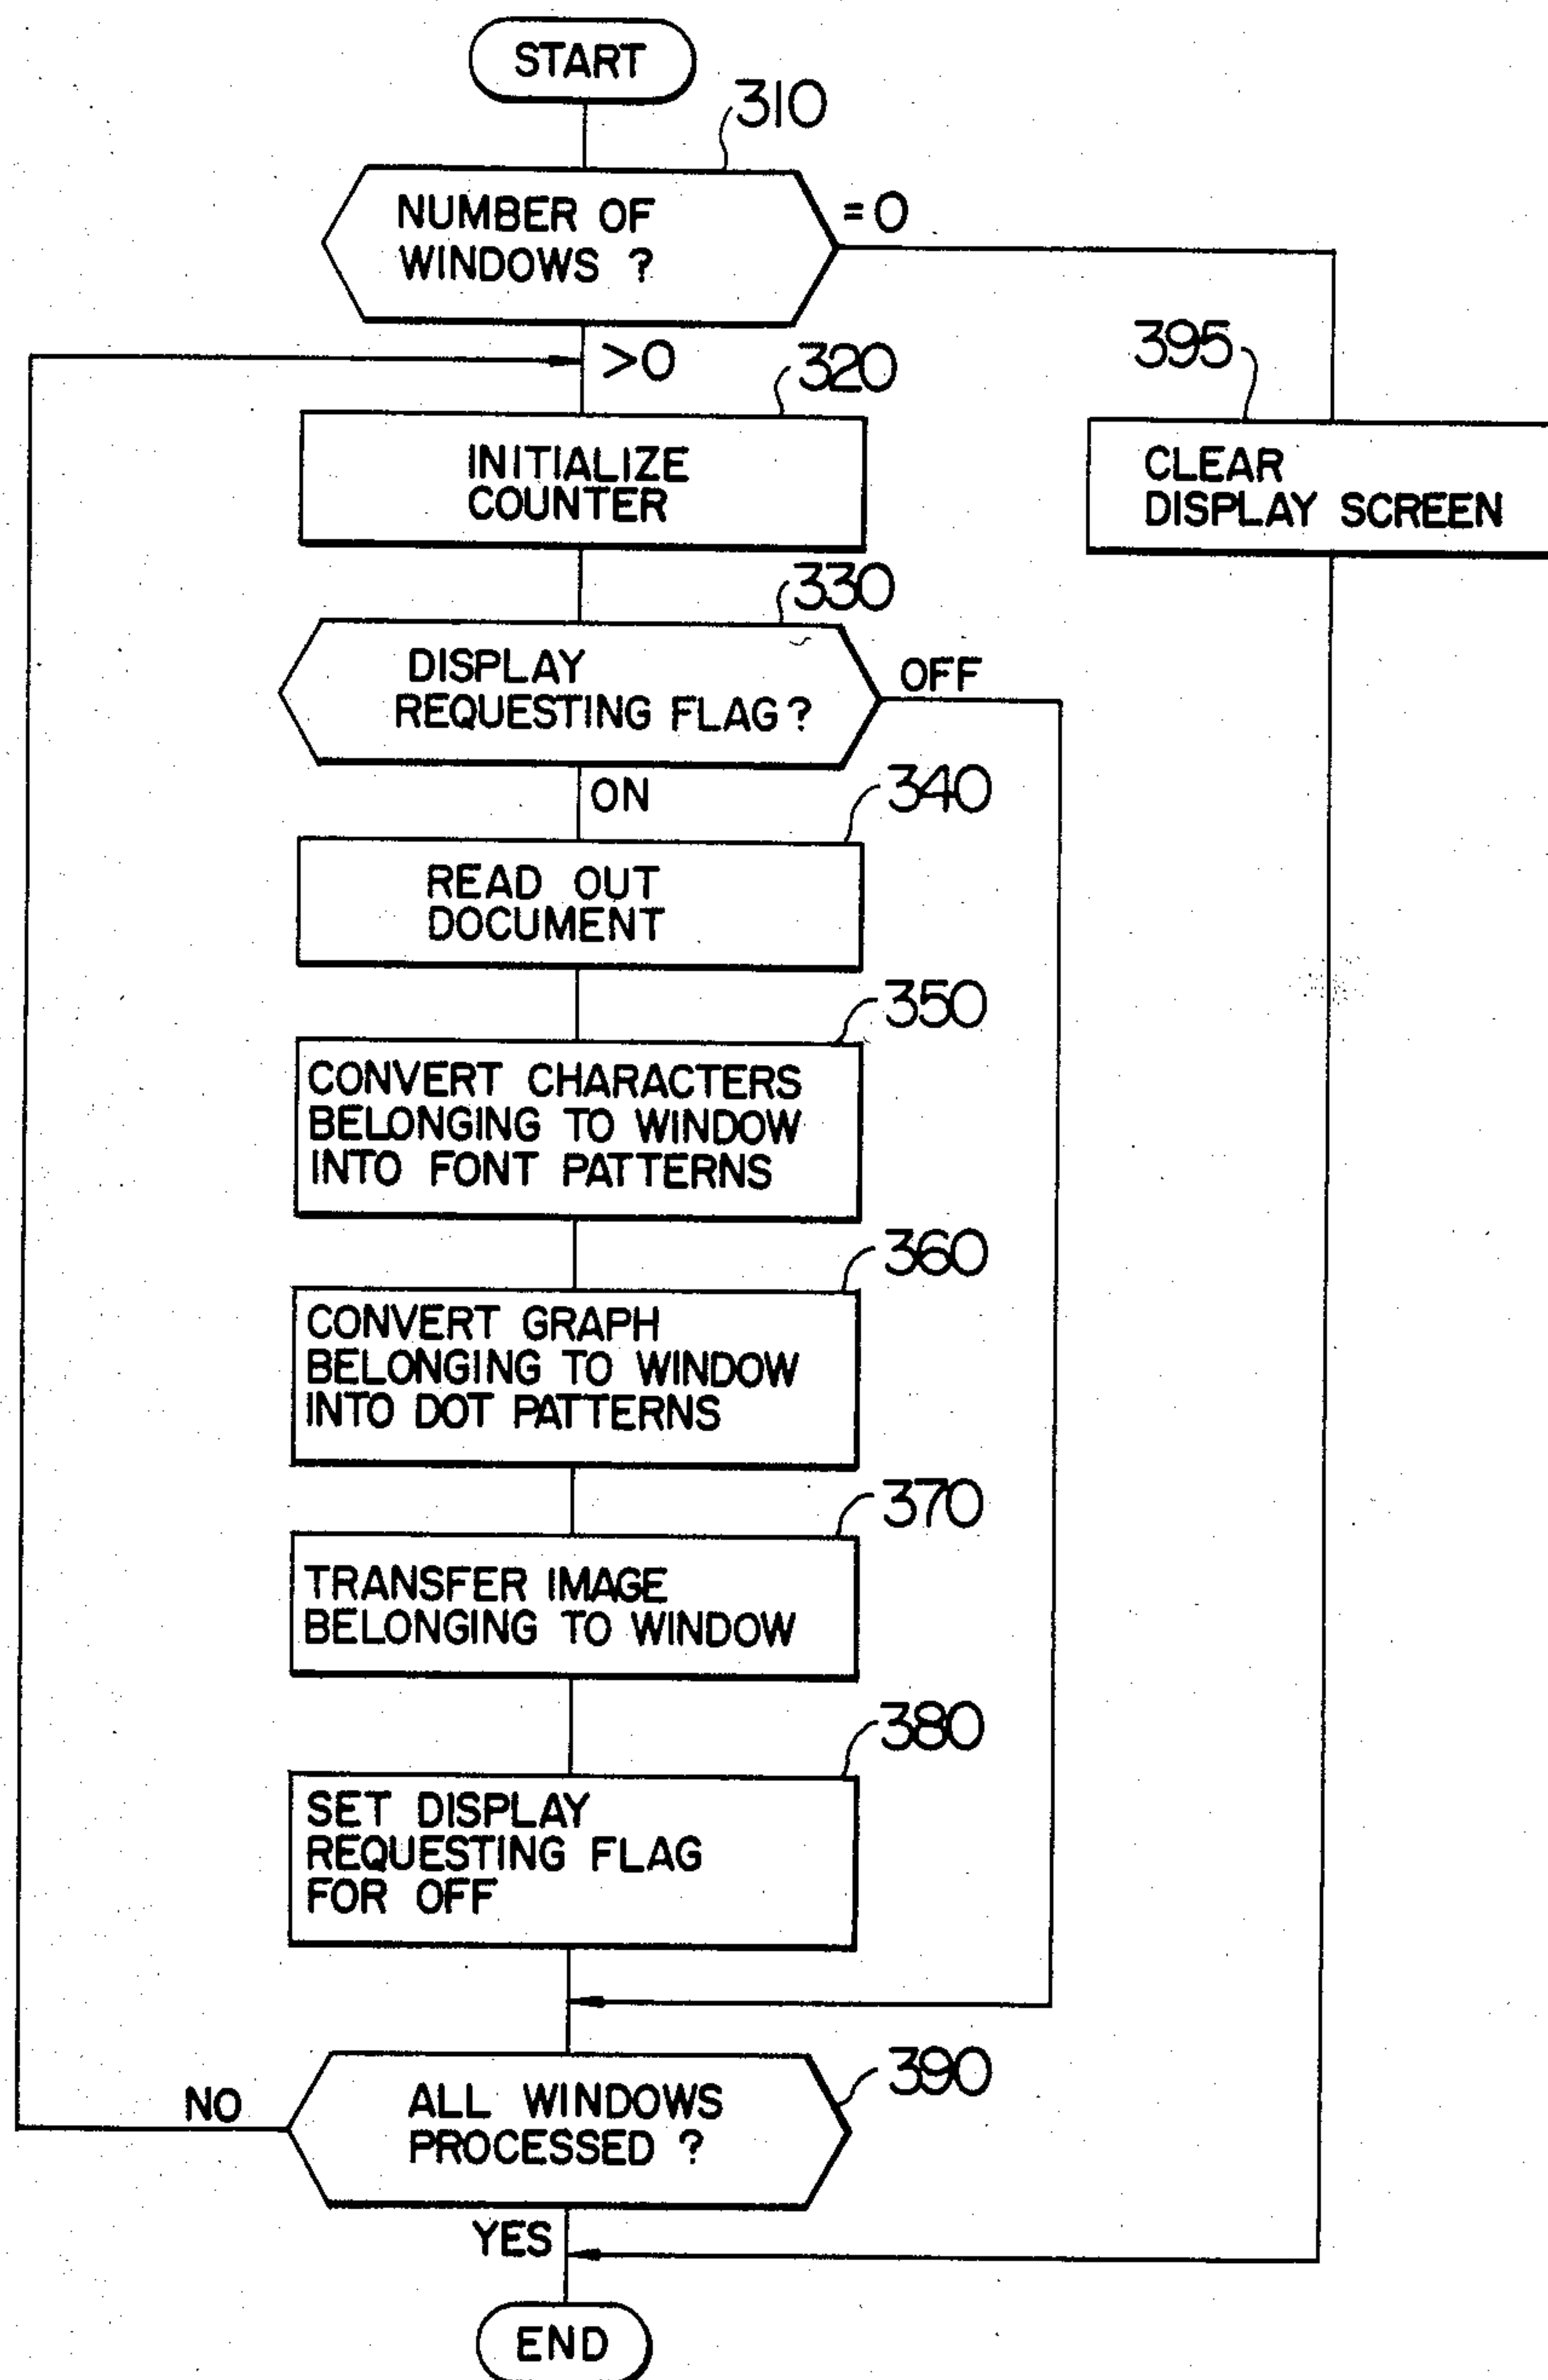 START
310
NUMBER OF
WINDOWS ?
=0
>0
320
395
INITIALIZE
COUNTER
CLEAR
DISPLAY SCREEN
330
DISPLAY
REQUESTING FLAG?
OFF
ON
340
READ OUT
DOCUMENT
350
CONVERT CHARACTERS
BELONGING TO WINDOW
INTO FONT PATTERNS
360
CONVERT GRAPH
BELONGING TO WINDOW
INTO DOT PATTERNS
370
TRANSFER IMAGE
BELONGING TO WINDOW
380
SET DISPLAY
REQUESTING FLAG
FOR OFF
390
ALL WINDOWS
PROCESSED ?
NO
YES
END